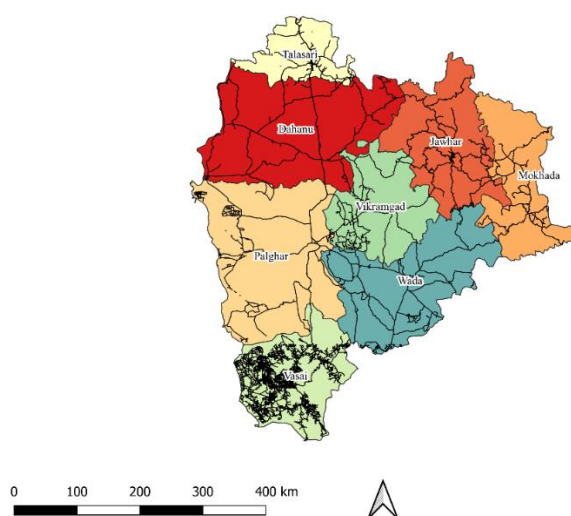 Talasari
Dahanu
Jawhar
Mokhada
Vikramgad
Palghar
Wada
Vasai
0 100 200 300 400 km